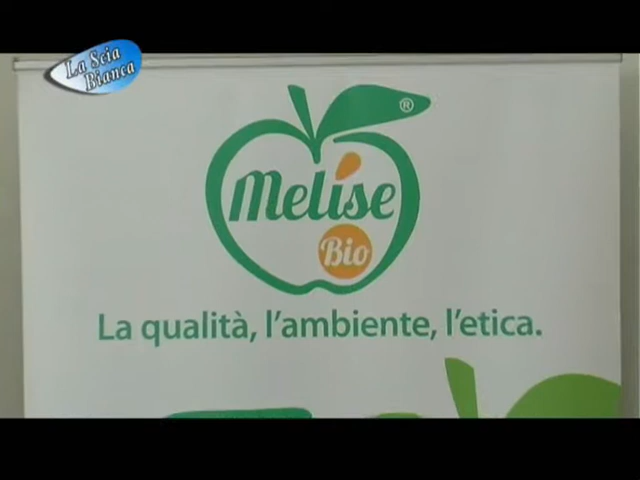 La Scia
Bianca
®
Melise
Bio
La qualità, l'ambiente, l'etica.